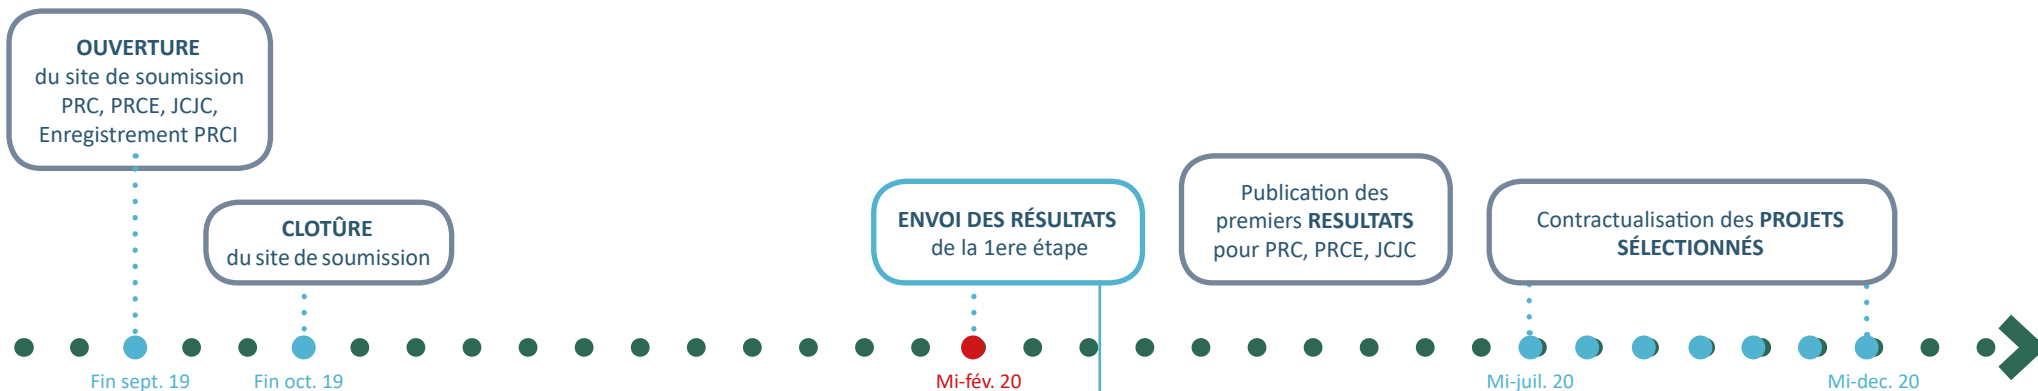 OUVERTURE
du site de soumission
PRC, PRCE, JCJC,
Enregistrement PRCI
CLOTÛRE
du site de soumission
ENVOI DES RÉSULTATS
de la 1ere étape
Publication des
premiers RESULTATS
pour PRC, PRCE, JCJC
Contractualisation des PROJETS
SÉLECTIONNÉS
Fin sept. 19
Fin oct. 19
Mi-fév. 20
Mi-juil. 20
Mi-dec. 20